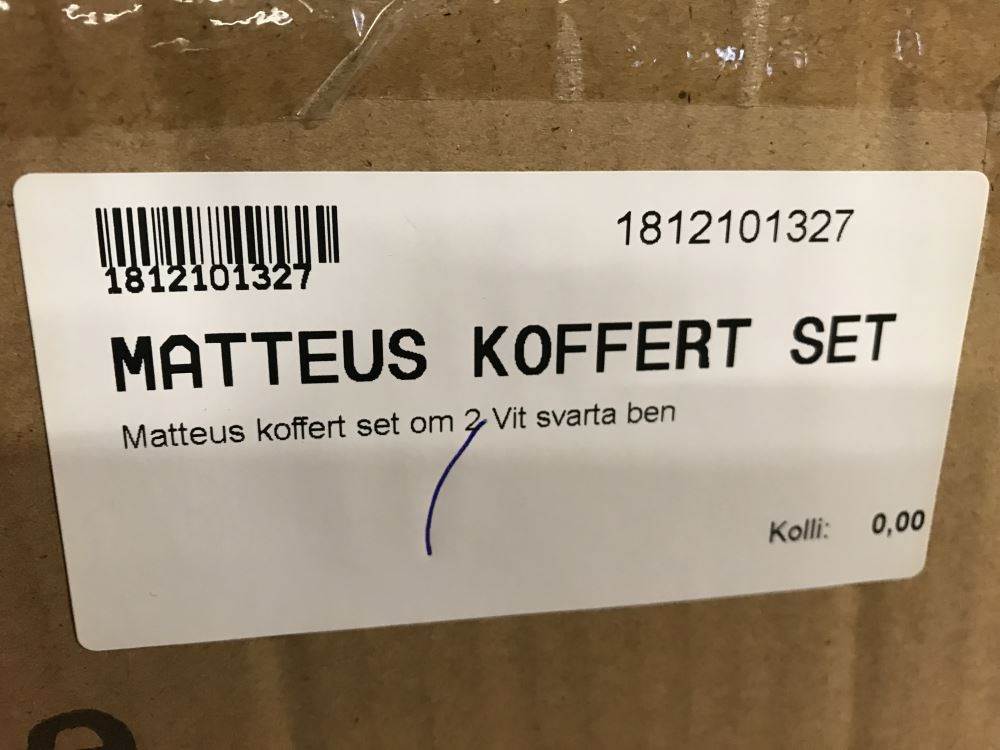 1812101327
1812101327
MATTEUS KOFFERT SET
Matteus koffert set om 2 Vit svarta ben
Kolli: 0,00